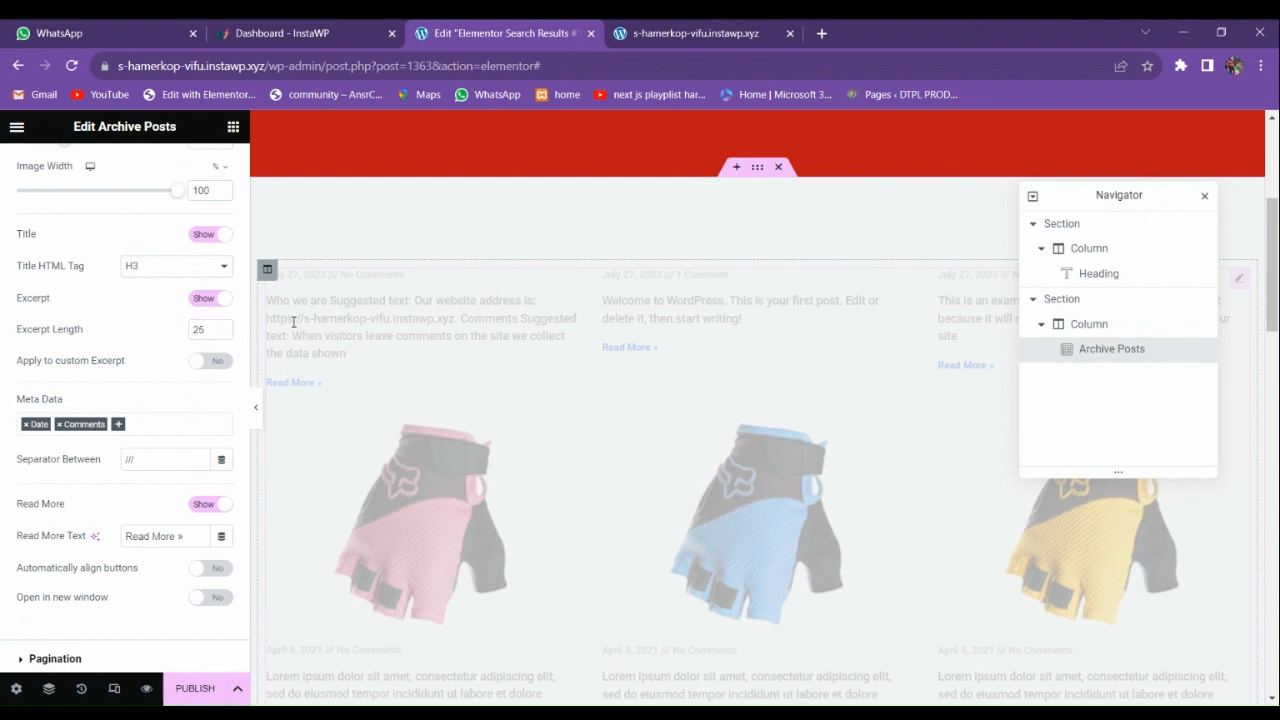 WhatsApp
Dashboard - InstaWP
Edit "Elementor Search Results #
s-hamerkop-vifu.instawp.xyz
s-hamerkop-vifu.instawp.xyz/wp-admin/post.php?post=1363&action=elementor#
Gmail
YouTube
Edit with Elementor...
community – AnsrC...
Maps
WhatsApp
home
next js playlist har...
Home | Microsoft 3...
Pages ‹ DTPL PROD...
Edit Archive Posts
Image Width
%
100
Title
Show
Title HTML Tag
H3
Excerpt
Show
Excerpt Length
25
Apply to custom Excerpt
No
Meta Data
× Date × Comments +
Separator Between
///
Read More
Show
Read More Text
Read More »
Automatically align buttons
No
Open in new window
No
Pagination
PUBLISH
July 27, 2023 /// No Comments
Who we are Suggested text: Our website address is:
https://s-hamerkop-vifu.instawp.xyz. Comments Suggested
text: When visitors leave comments on the site we collect
the data shown
Read More »
July 27, 2023 /// 1 Comment
Welcome to WordPress. This is your first post. Edit or
delete it, then start writing!
Read More »
July 27, 2023 /// N
This is an exam
because it will s
site
our
Read More »
Navigator
Section
Column
Heading
Section
Column
Archive Posts
April 5, 2021 /// No Comments
Lorem ipsum dolor sit amet, consectetur adipiscing elit,
sed do eiusmod tempor incididunt ut labore et dolore
April 5, 2021 /// No Comments
Lorem ipsum dolor sit amet, consectetur adipiscing elit,
sed do eiusmod tempor incididunt ut labore et dolore
April 5, 2021 /// No Comments
Lorem ipsum dolor sit amet, consectetur adipiscing elit,
sed do eiusmod tempor incididunt ut labore et dolore